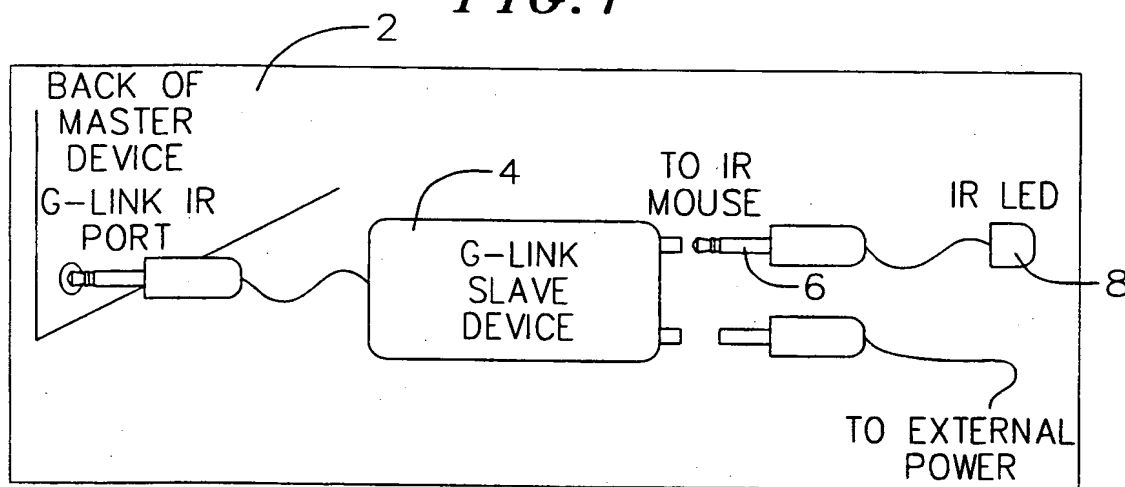 FIG. 1
2
BACK OF
MASTER
DEVICE
G-LINK IR
PORT
4
G-LINK
SLAVE
DEVICE
TO IR
MOUSE
6
IR LED
8
TO EXTERNAL
POWER